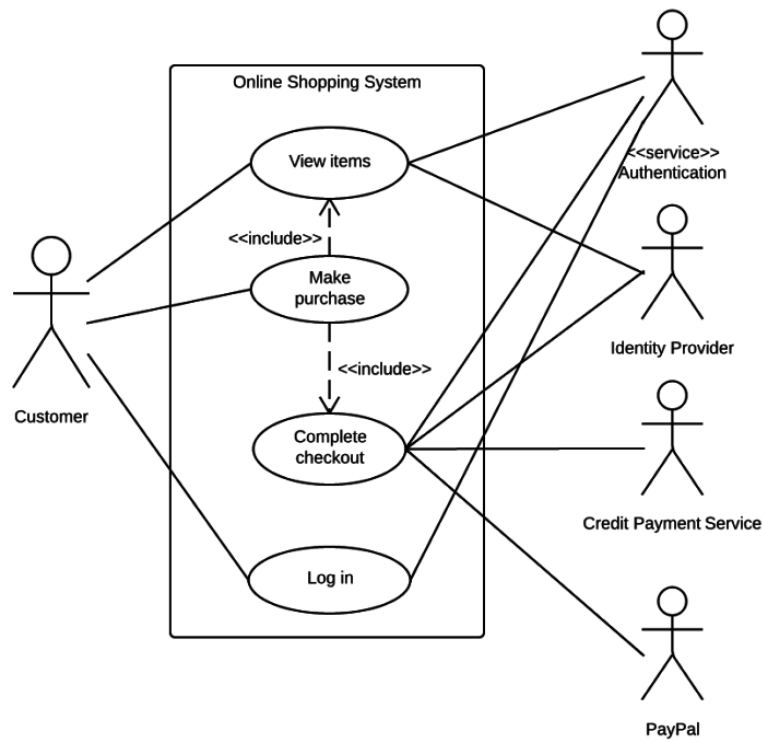 Online Shopping System
View items
<<service>>
Authentication
<<include>>
Make
purchase
Identity Provider
<<include>>
Customer
Complete
checkout
Credit Payment Service
Log in
PayPal